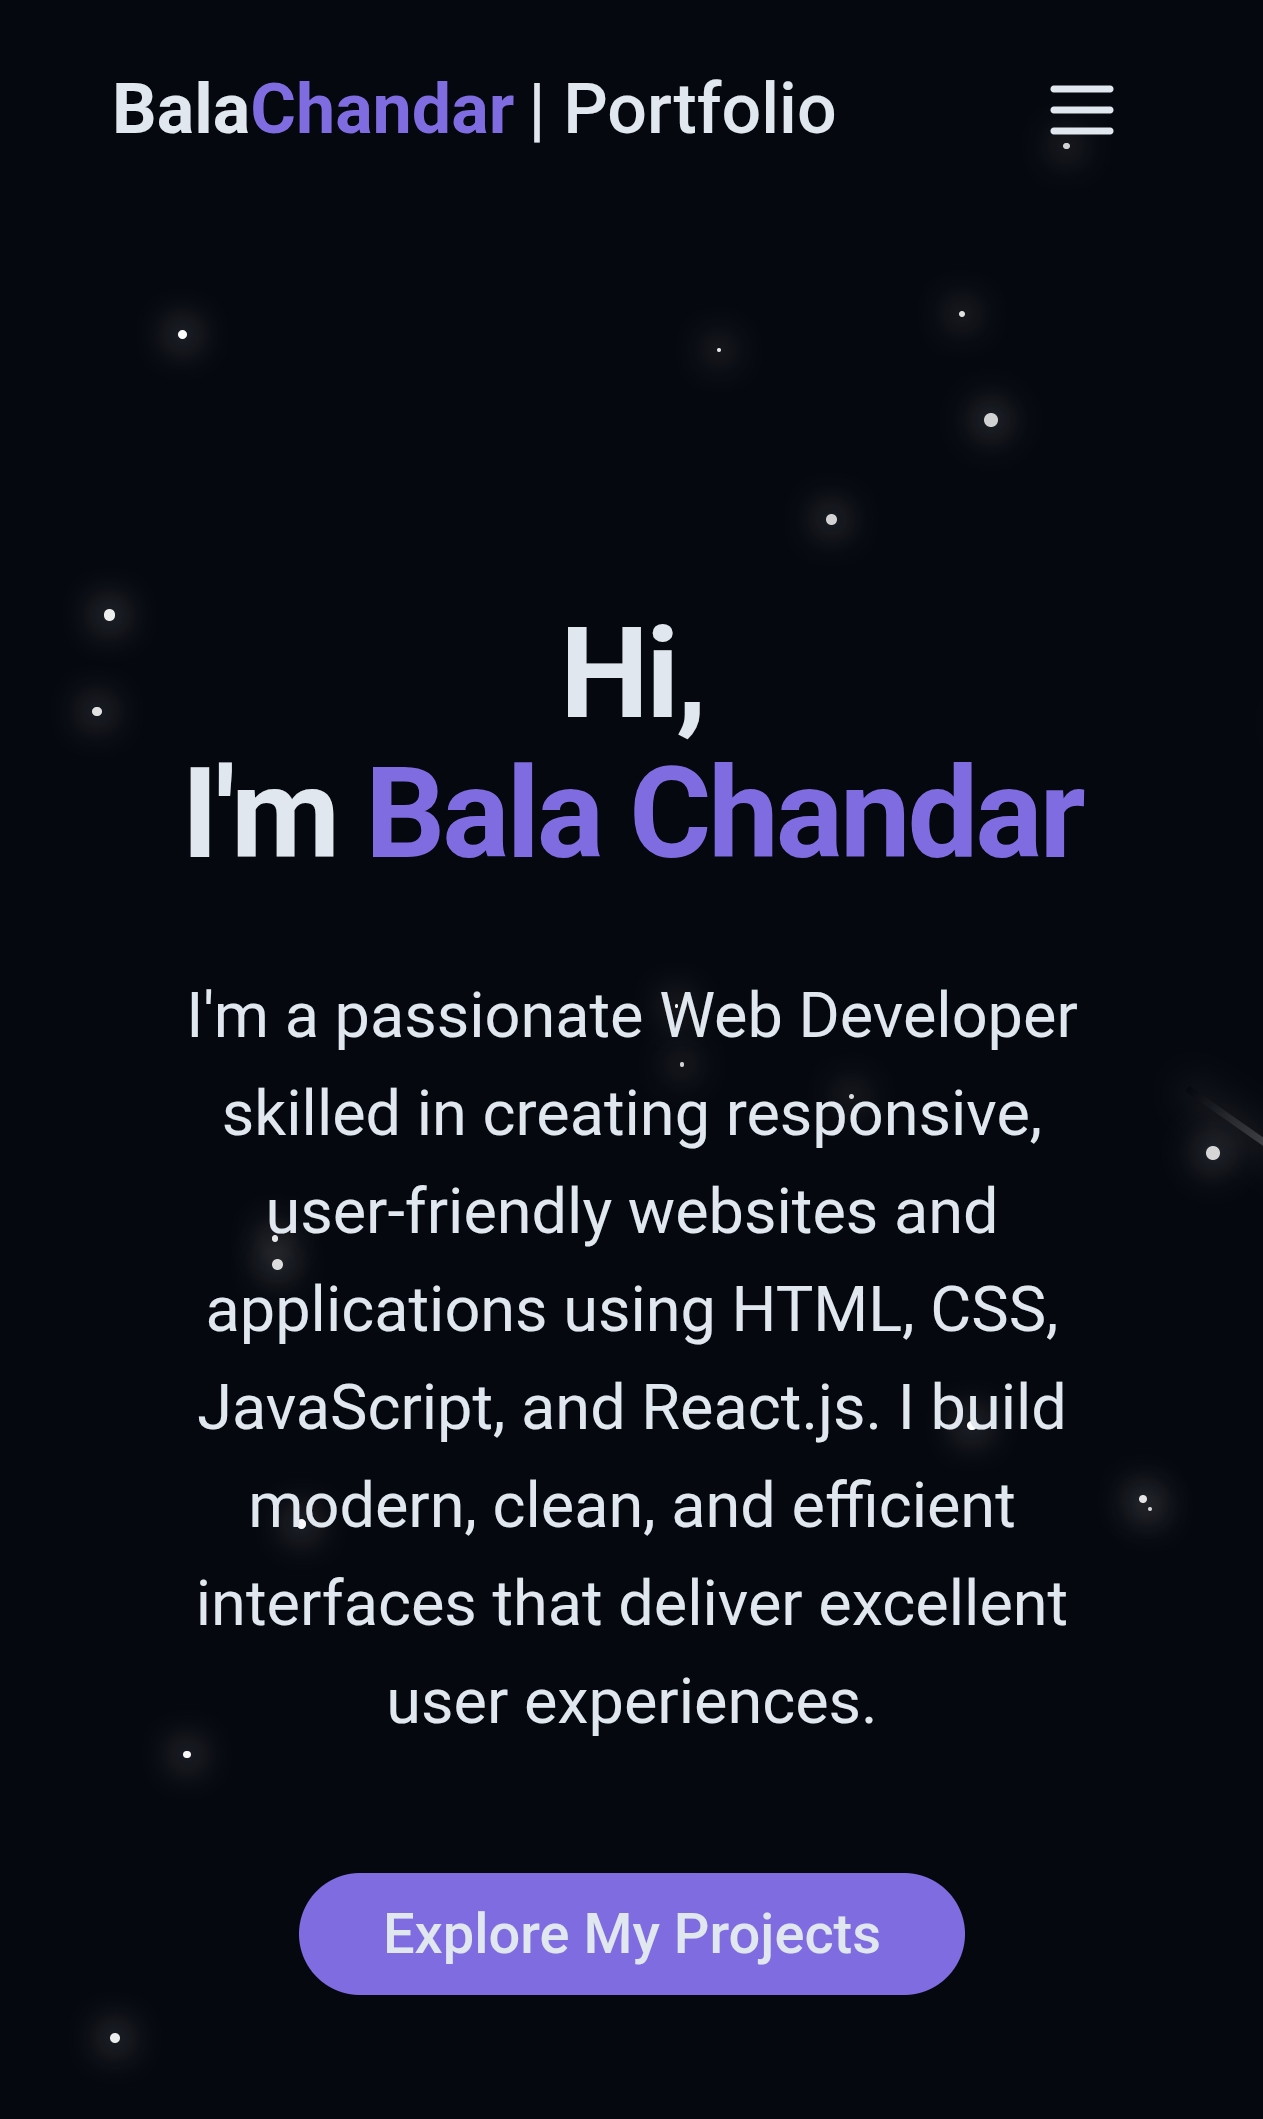 BalaChandar | Portfolio
Hi,
I'm Bala Chandar
I'm a passionate Web Developer
skilled in creating responsive,
user-friendly websites and
applications using HTML, CSS,
JavaScript, and React.js. I build
modern, clean, and efficient
interfaces that deliver excellent
user experiences.
Explore My Projects